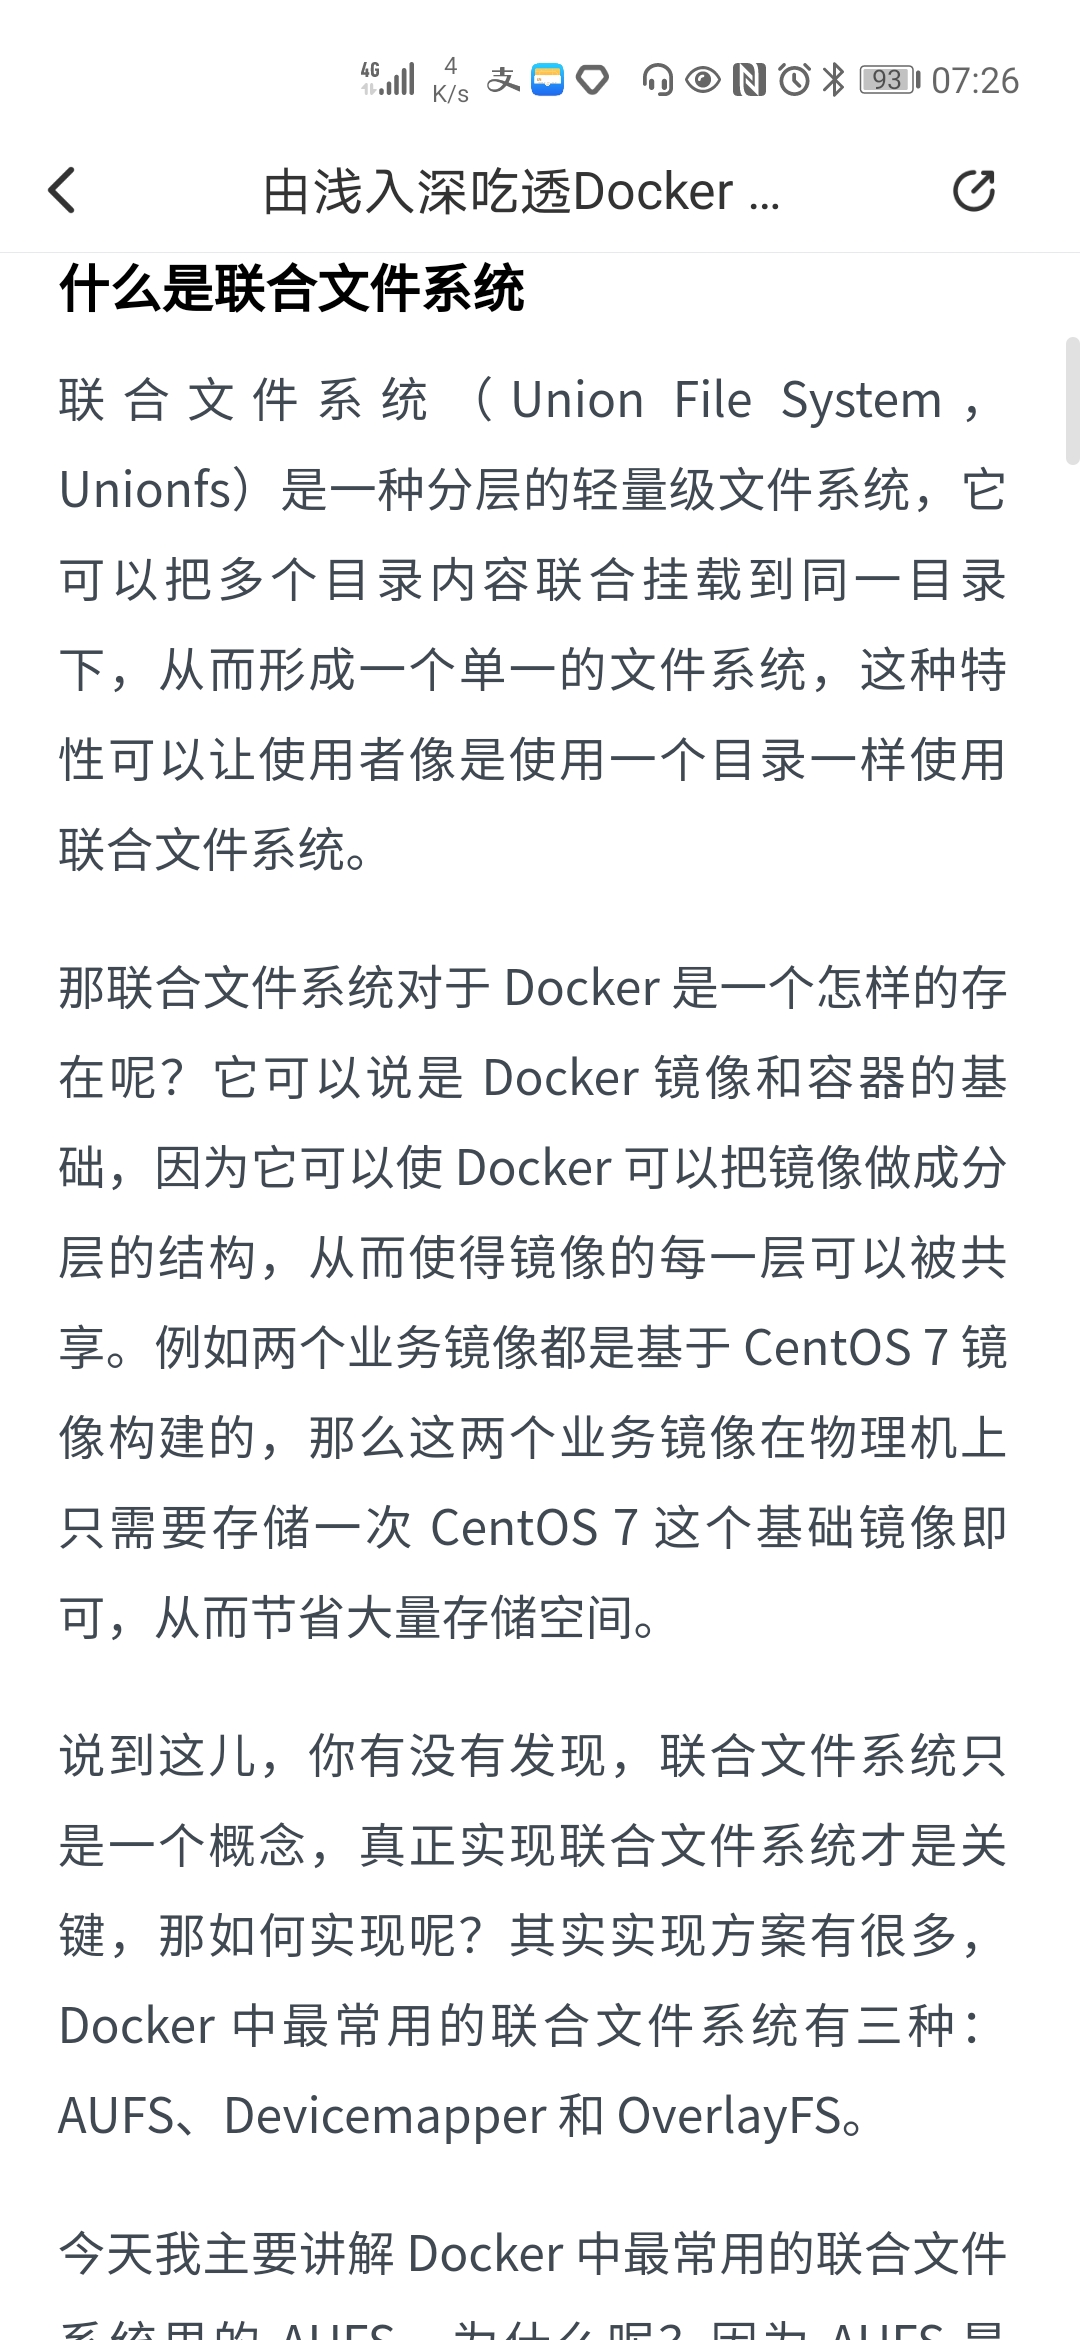 4G
4
K/s
支
93
07:26
由浅入深吃透Docker ...
什么是联合文件系统
联合文件系统（Union File System，
Unionfs）是一种分层的轻量级文件系统，它
可以把多个目录内容联合挂载到同一目录
下，从而形成一个单一的文件系统，这种特
性可以让使用者像是使用一个目录一样使用
联合文件系统。
那联合文件系统对于 Docker 是一个怎样的存
在呢？它可以说是 Docker 镜像和容器的基
础，因为它可以使 Docker 可以把镜像做成分
层的结构，从而使得镜像的每一层可以被共
享。例如两个业务镜像都是基于 CentOS 7 镜
像构建的，那么这两个业务镜像在物理机上
只需要存储一次 CentOS 7 这个基础镜像即
可，从而节省大量存储空间。
说到这儿，你有没有发现，联合文件系统只
是一个概念，真正实现联合文件系统才是关
键，那如何实现呢？其实实现方案有很多，
Docker 中最常用的联合文件系统有三种：
AUFS、Devicemapper 和 OverlayFS。
今天我主要讲解 Docker 中最常用的联合文件
系统里的 AUFS，为什么呢？因为 AUFS 是